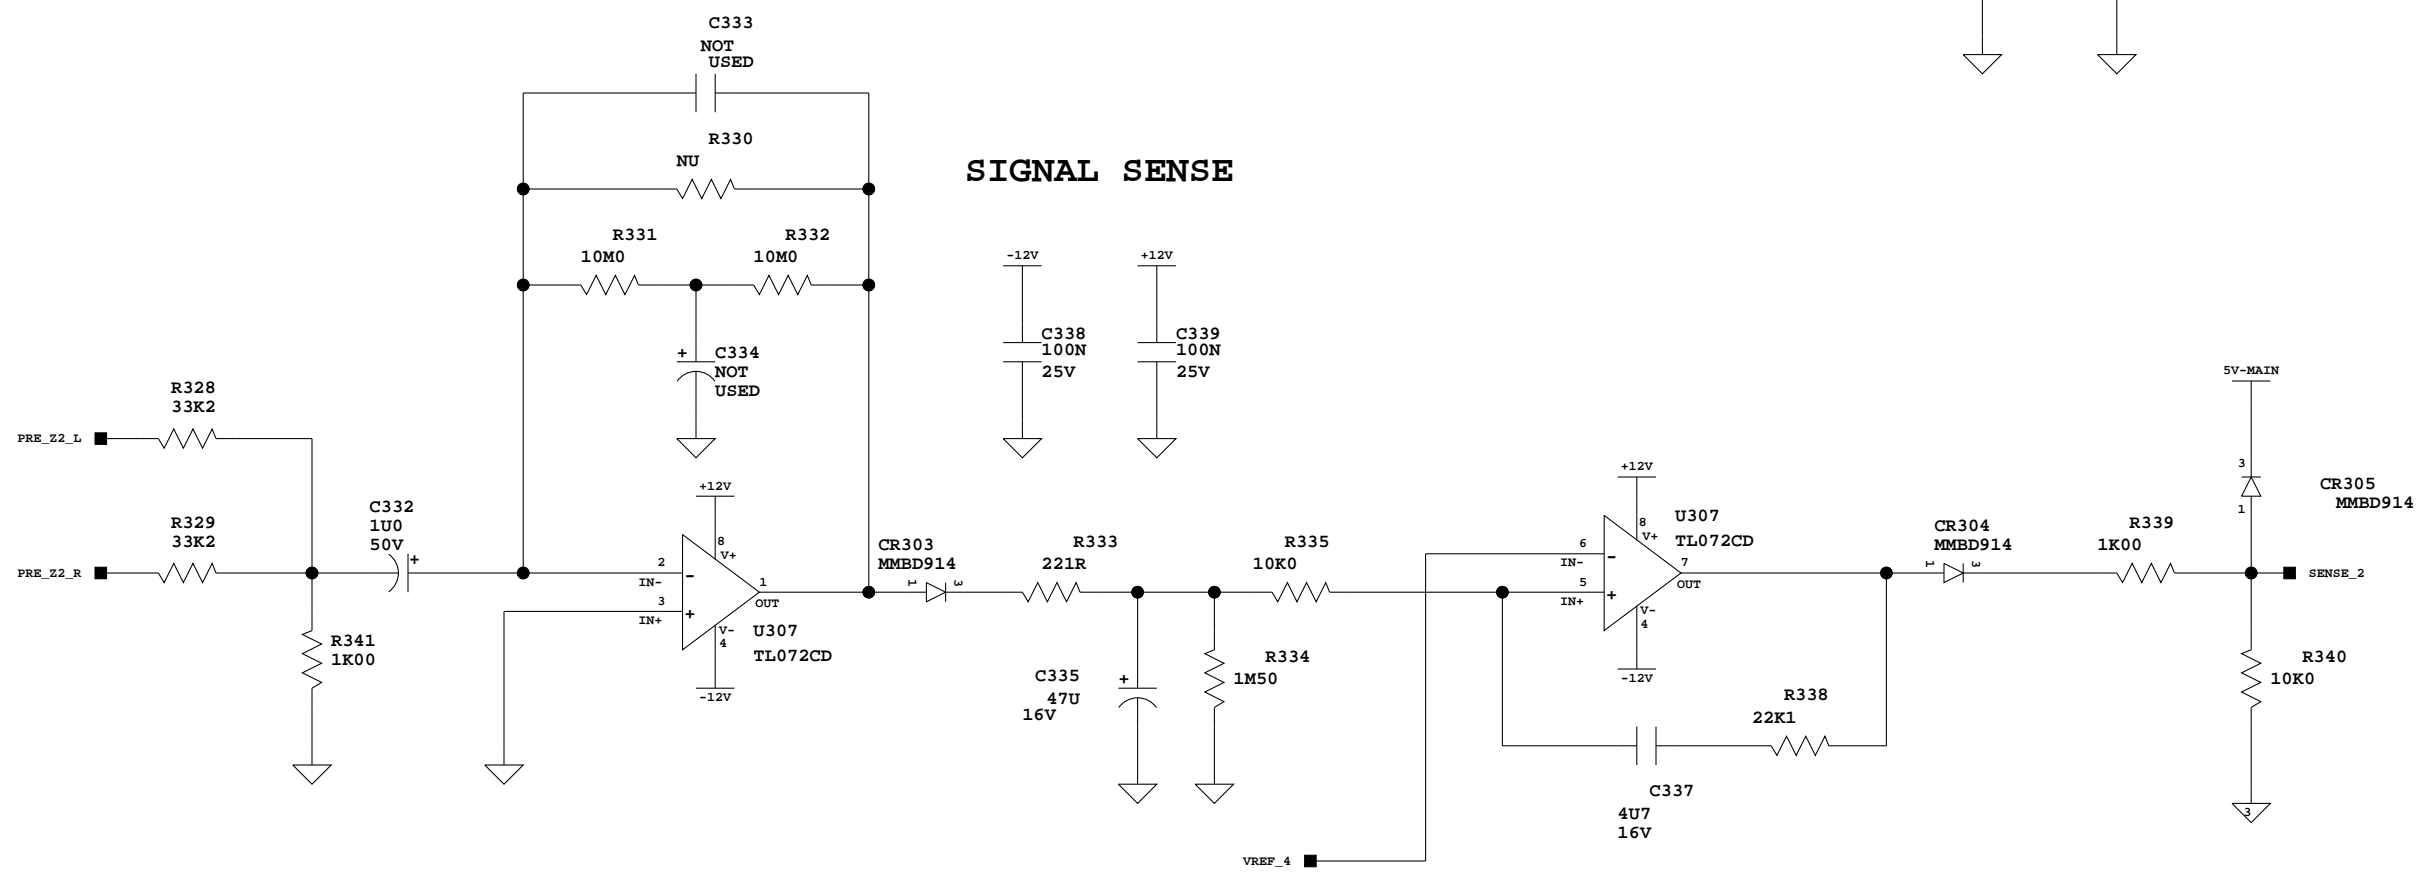 C333
NOT
USED
R330
NU
SIGNAL SENSE
R331
10M0
R332
10M0
-12V
+12V
C338
100N
25V
C339
100N
25V
+
C334
NOT
USED
R328
33K2
PRE_Z2_L
5V-MAIN
3
CR305
MMBD914
1
+12V
+12V
C332
1U0
50V
+
R329
33K2
PRE_Z2_R
8
V+
2
IN-
-
3
IN+
+
1
OUT
V-
4
U307
TL072CD
-12V
CR303
MMBD914
1
3
R333
221R
R335
10K0
8
V+
U307
TL072CD
6
IN-
-
5
IN+
+
7
OUT
V-
4
-12V
CR304
MMBD914
1
3
R339
1K00
SENSE_2
R341
1K00
C335
+
47U
16V
R334
1M50
R338
22K1
R340
10K0
C337
4U7
16V
3
VREF_4